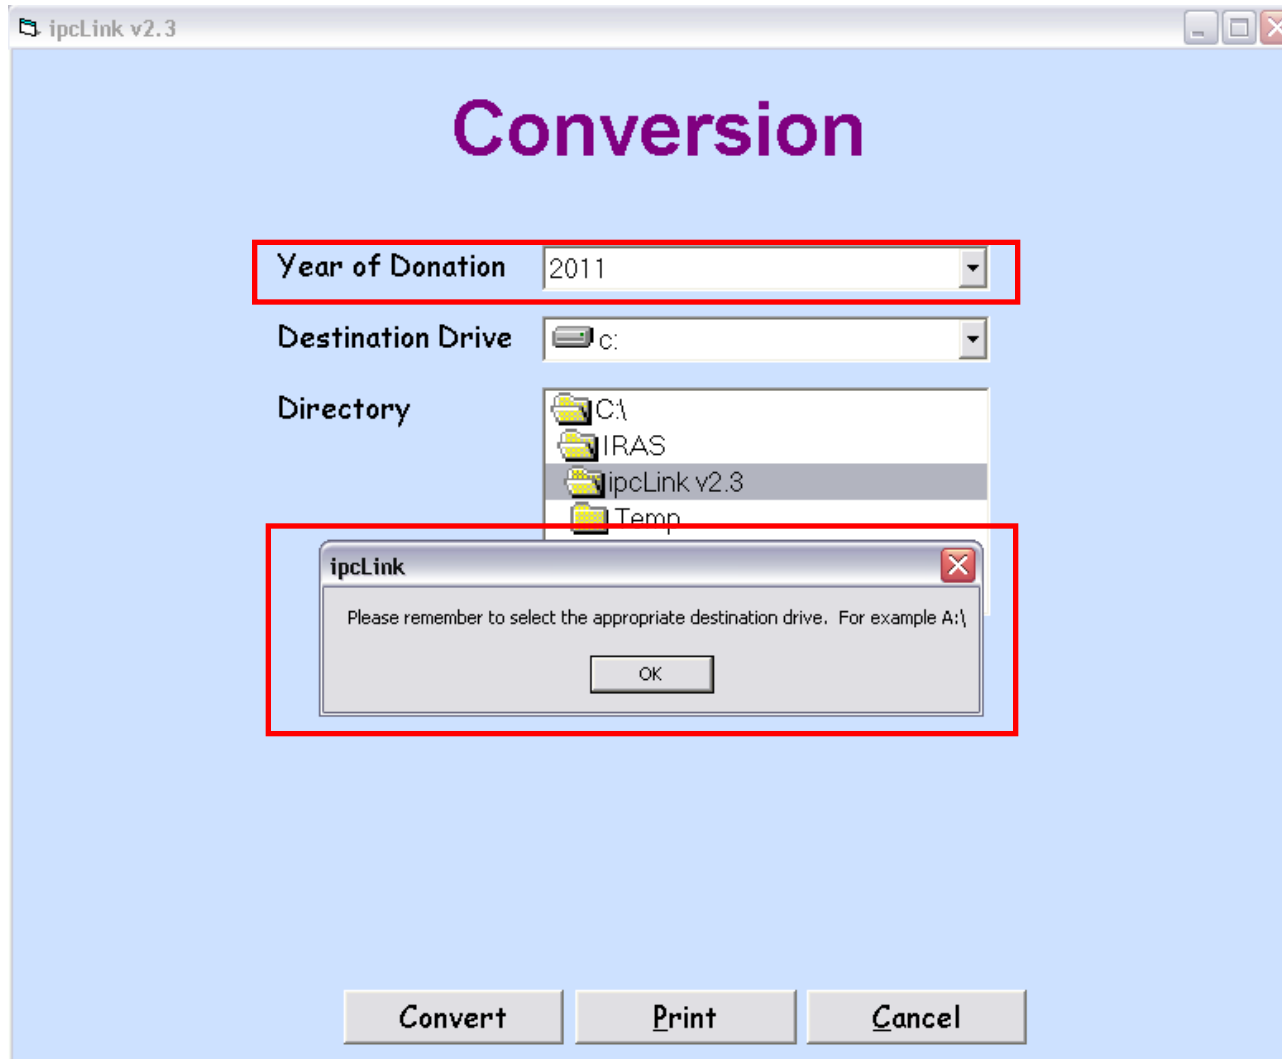 ipcLink v2.3
Conversion
Year of Donation 2011
Destination Drive c:
Directory C:\
IRAS
ipcLink v2.3
Temp
ipcLink
Please remember to select the appropriate destination drive. For example A:\
OK
Convert Print Cancel